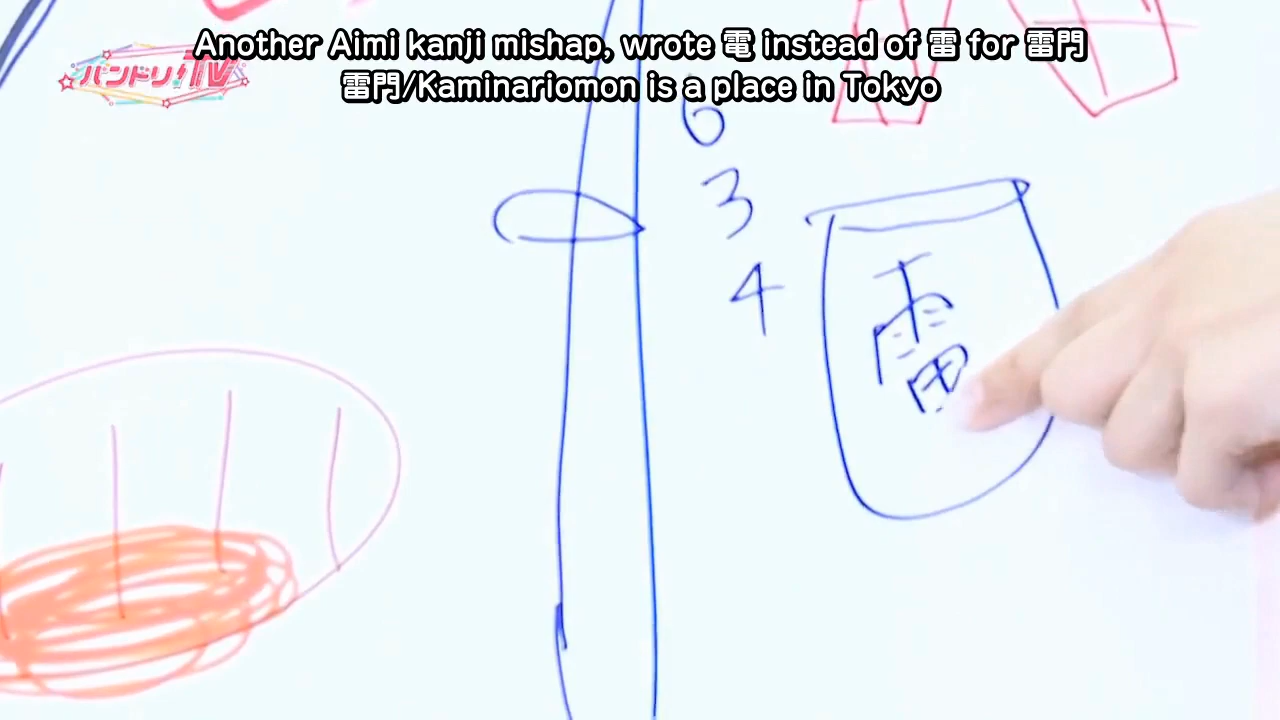 Another Aimi kanji mishap, wrote 電 instead of 雷 for 雷門
雷門/Kaminariomon is a place in Tokyo
バンドリ!TV
6
3
4
雷